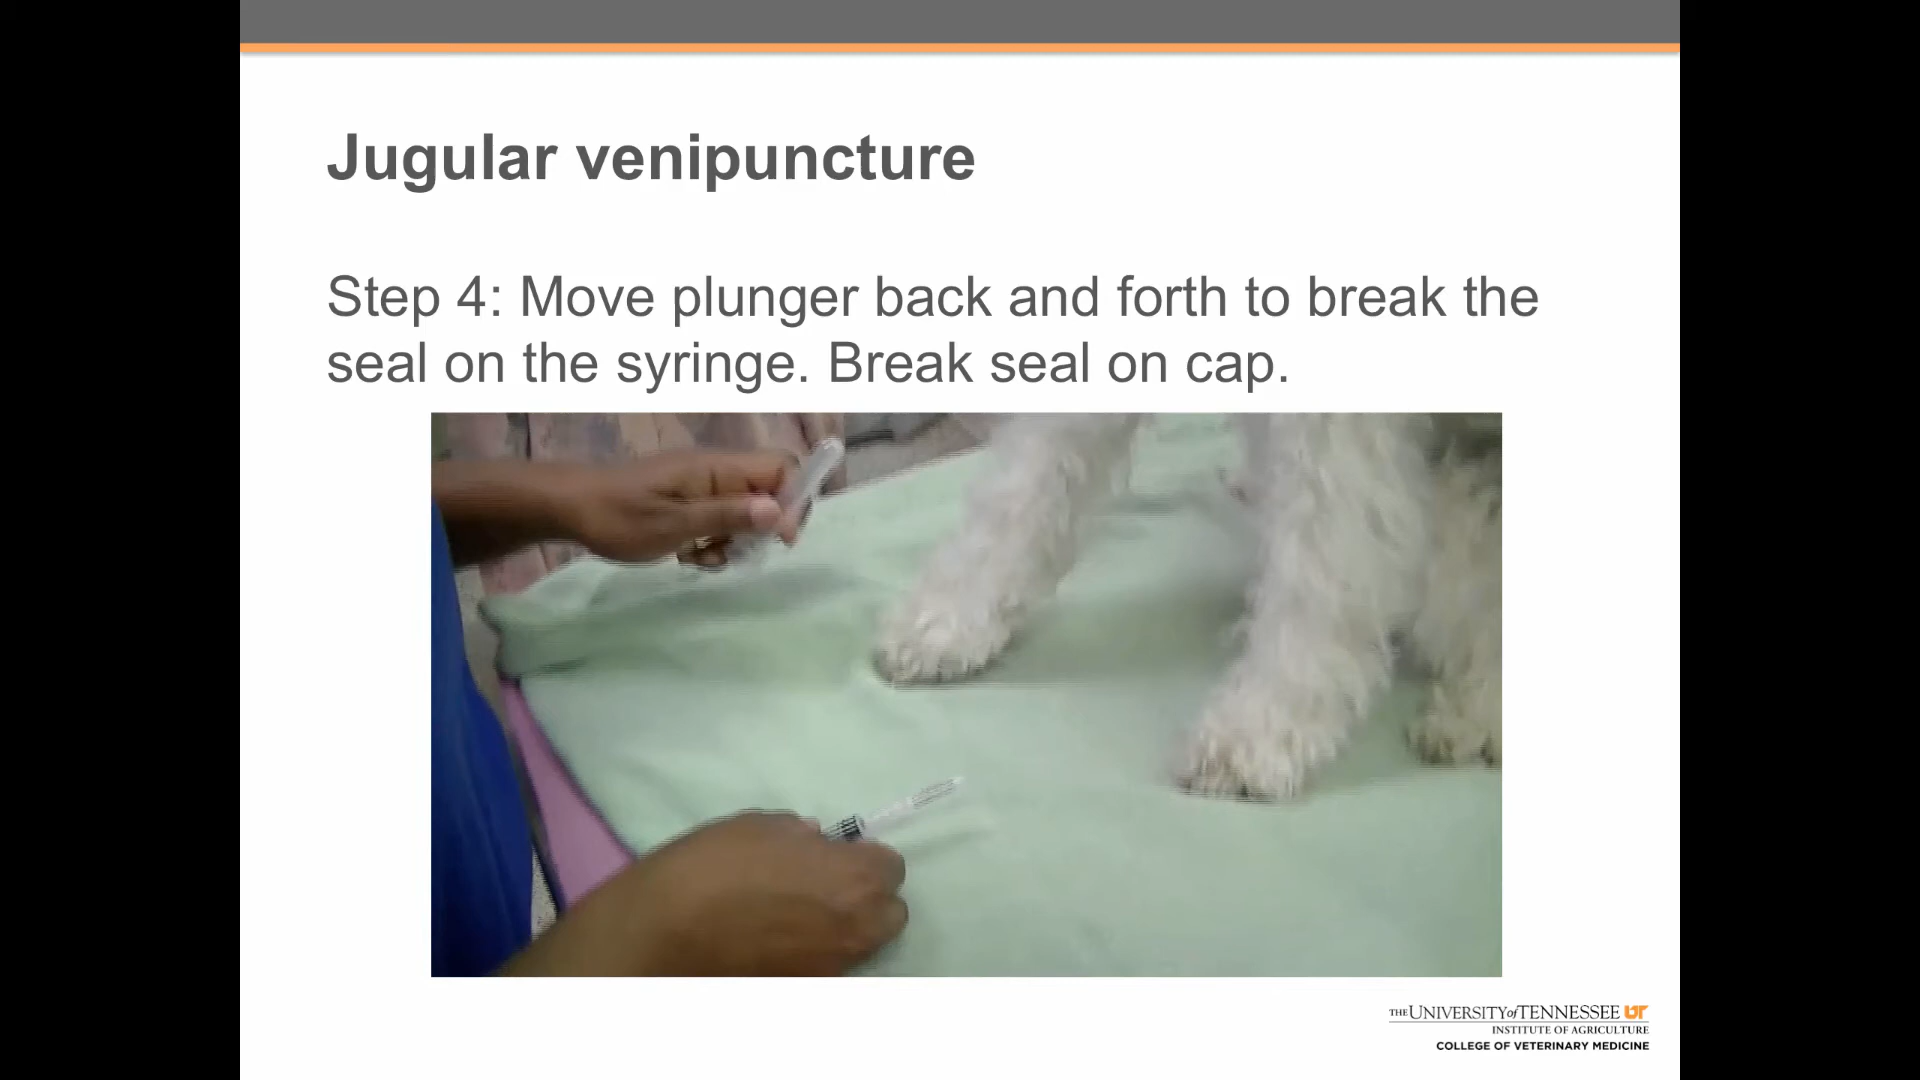 Jugular venipuncture
Step 4: Move plunger back and forth to break the
seal on the syringe. Break seal on cap.
THE UNIVERSITY of TENNESSEE UT
INSTITUTE OF AGRICULTURE
COLLEGE OF VETERINARY MEDICINE